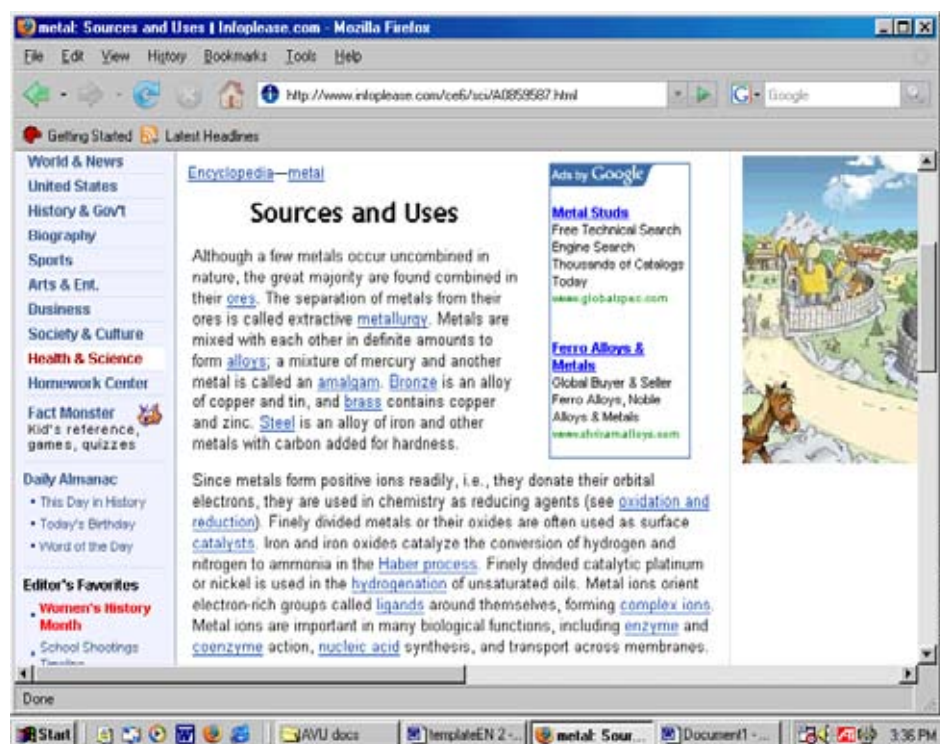 metal: Sources and Uses | Infoplease.com - Mozilla Firefox
File Edit View History Bookmarks Tools Help
http://www.infoplease.com/ce6/sci/A0859587.html
G Google
Getting Started Latest Headlines
World & News
United States
History & Gov't
Biography
Sports
Arts & Ent.
Business
Society & Culture
Health & Science
Homework Center
Fact Monster
Kid's reference,
games, quizzes
Daily Almanac
• This Day in History
• Today's Birthday
• Word of the Day
Editor's Favorites
• Women's History
Month
• School Shootings
Timeline
Encyclopedia—metal
Sources and Uses
Although a few metals occur uncombined in
nature, the great majority are found combined in
their ores. The separation of metals from their
ores is called extractive metallurgy. Metals are
mixed with each other in definite amounts to
form alloys; a mixture of mercury and another
metal is called an amalgam. Bronze is an alloy
of copper and tin, and brass contains copper
and zinc. Steel is an alloy of iron and other
metals with carbon added for hardness.
Since metals form positive ions readily, i.e., they donate their orbital
electrons, they are used in chemistry as reducing agents (see oxidation and
reduction). Finely divided metals or their oxides are often used as surface
catalysts. Iron and iron oxides catalyze the conversion of hydrogen and
nitrogen to ammonia in the Haber process. Finely divided catalytic platinum
or nickel is used in the hydrogenation of unsaturated oils. Metal ions orient
electron-rich groups called ligands around themselves, forming complex ions.
Metal ions are important in many biological functions, including enzyme and
coenzyme action, nucleic acid synthesis, and transport across membranes.
Ads by Google
Metal Studs
Free Technical Search
Engine Search
Thousands of Catalogs
Today
www.globalspec.com
Ferro Alloys &
Metals
Global Buyer & Seller
Ferro Alloys, Noble
Alloys & Metals
www.shriramalloys.com
Done
Start AVU docs templateEN 2 -... metal: Sour... Document1 - ... 3:36 PM